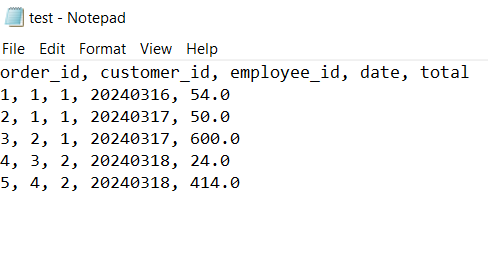 test - Notepad
File Edit Format View Help
order_id, customer_id, employee_id, date, total
1, 1, 1, 20240316, 54.0
2, 1, 1, 20240317, 50.0
3, 2, 1, 20240317, 600.0
4, 3, 2, 20240318, 24.0
5, 4, 2, 20240318, 414.0